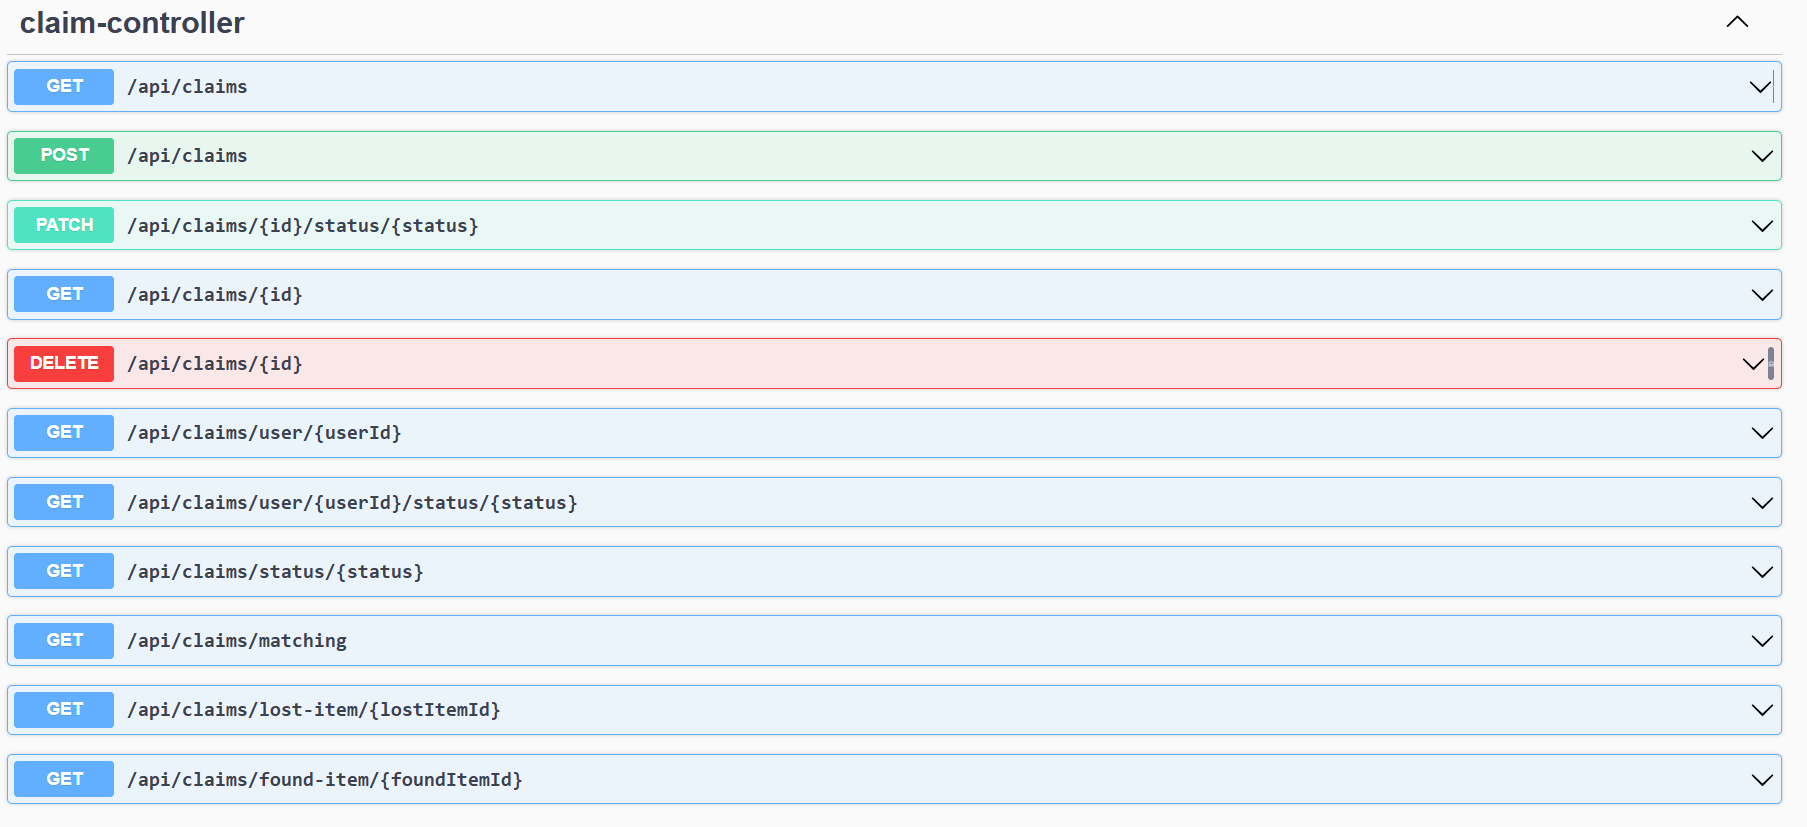 claim-controller
GET /api/claims
POST /api/claims
PATCH /api/claims/{id}/status/{status}
GET /api/claims/{id}
DELETE /api/claims/{id}
GET /api/claims/user/{userId}
GET /api/claims/user/{userId}/status/{status}
GET /api/claims/status/{status}
GET /api/claims/matching
GET /api/claims/lost-item/{lostItemId}
GET /api/claims/found-item/{foundItemId}